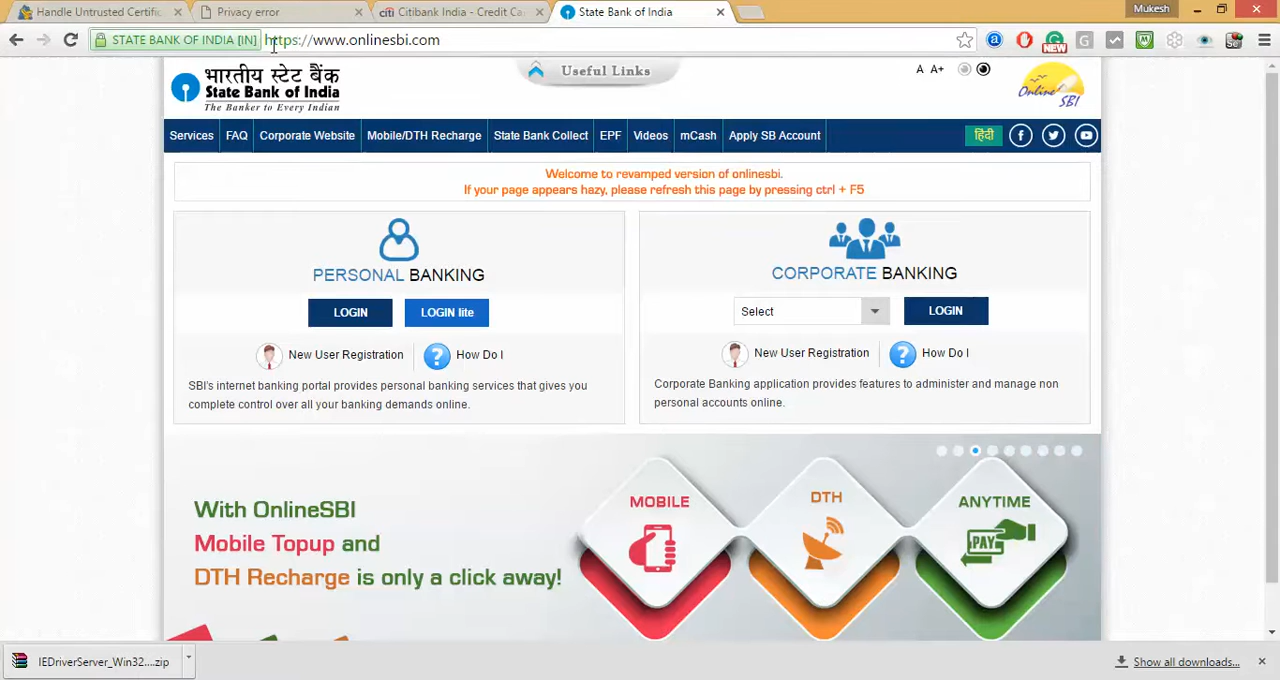 Handle Untrusted Certific
Privacy error
citi Citibank India - Credit Ca
State Bank of India
Mukesh
STATE BANK OF INDIA [IN]
https://www.onlinesbi.com
NEW
भारतीय स्टेट बैंक
State Bank of India
The Banker to Every Indian
Useful Links
A A+
Online SBI
Services FAQ Corporate Website Mobile/DTH Recharge State Bank Collect EPF Videos mCash Apply SB Account हिंदी
Welcome to revamped version of onlinesbi.
If your page appears hazy, please refresh this page by pressing ctrl + F5
PERSONAL BANKING
LOGIN LOGIN lite
New User Registration How Do I
SBI's internet banking portal provides personal banking services that gives you
complete control over all your banking demands online.
CORPORATE BANKING
Select LOGIN
New User Registration How Do I
Corporate Banking application provides features to administer and manage non
personal accounts online.
With OnlineSBI
Mobile Topup and
DTH Recharge is only a click away!
MOBILE
DTH
ANYTIME
PAY
IEDriverServer_Win32....zip
Show all downloads...